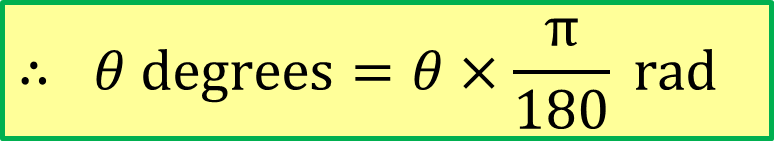 ∴ θ degrees = θ × π/180 rad